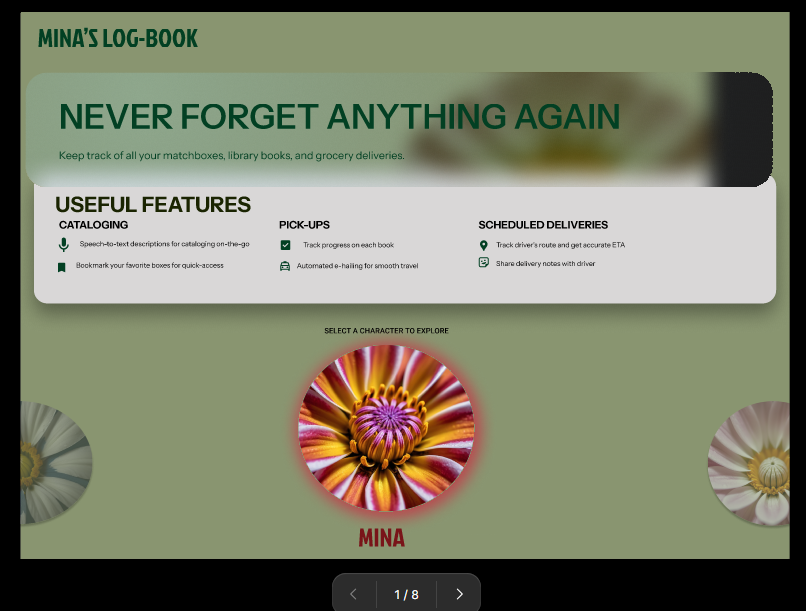 MINA'S LOG-BOOK
NEVER FORGET ANYTHING AGAIN
Keep track of all your matchboxes, library books, and grocery deliveries.
USEFUL FEATURES
CATALOGING
Speech-to-text descriptions for cataloging on-the-go
Bookmark your favorite boxes for quick-access
PICK-UPS
Track progress on each book
Automated e-hailing for smooth travel
SCHEDULED DELIVERIES
Track driver's route and get accurate ETA
Share delivery notes with driver
SELECT A CHARACTER TO EXPLORE
MINA
1 / 8